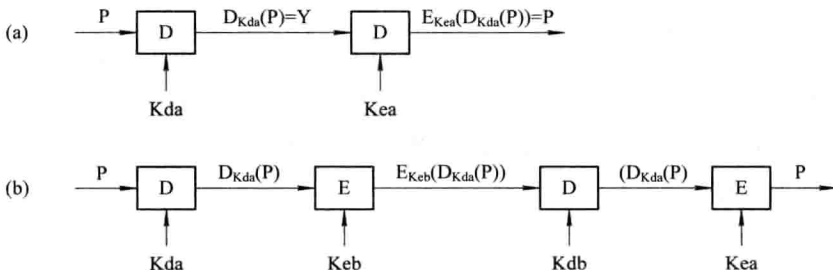 (a) P D D_Kda(P)=Y D E_Kea(D_Kda(P))=P
Kda Kea
(b) P D D_Kda(P) E E_Keb(D_Kda(P)) D (D_Kda(P) E P
Kda Keb Kdb Kea